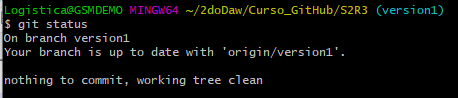 Logistica@GSMDEMO MINGW64 ~/2doDaw/Curso_GitHub/S2R3 (version1)
$ git status
On branch version1
Your branch is up to date with 'origin/version1'.
nothing to commit, working tree clean